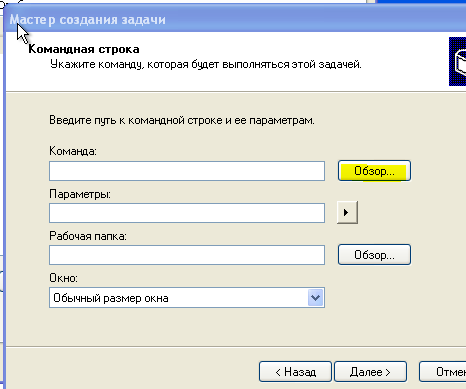 Мастер создания задачи
Командная строка
Укажите команду, которая будет выполняться этой задачей.
Введите путь к командной строке и ее параметрам.
Команда:
Обзор...
Параметры:
Рабочая папка:
Обзор...
Окно:
Обычный размер окна
< Назад Далее > Отме